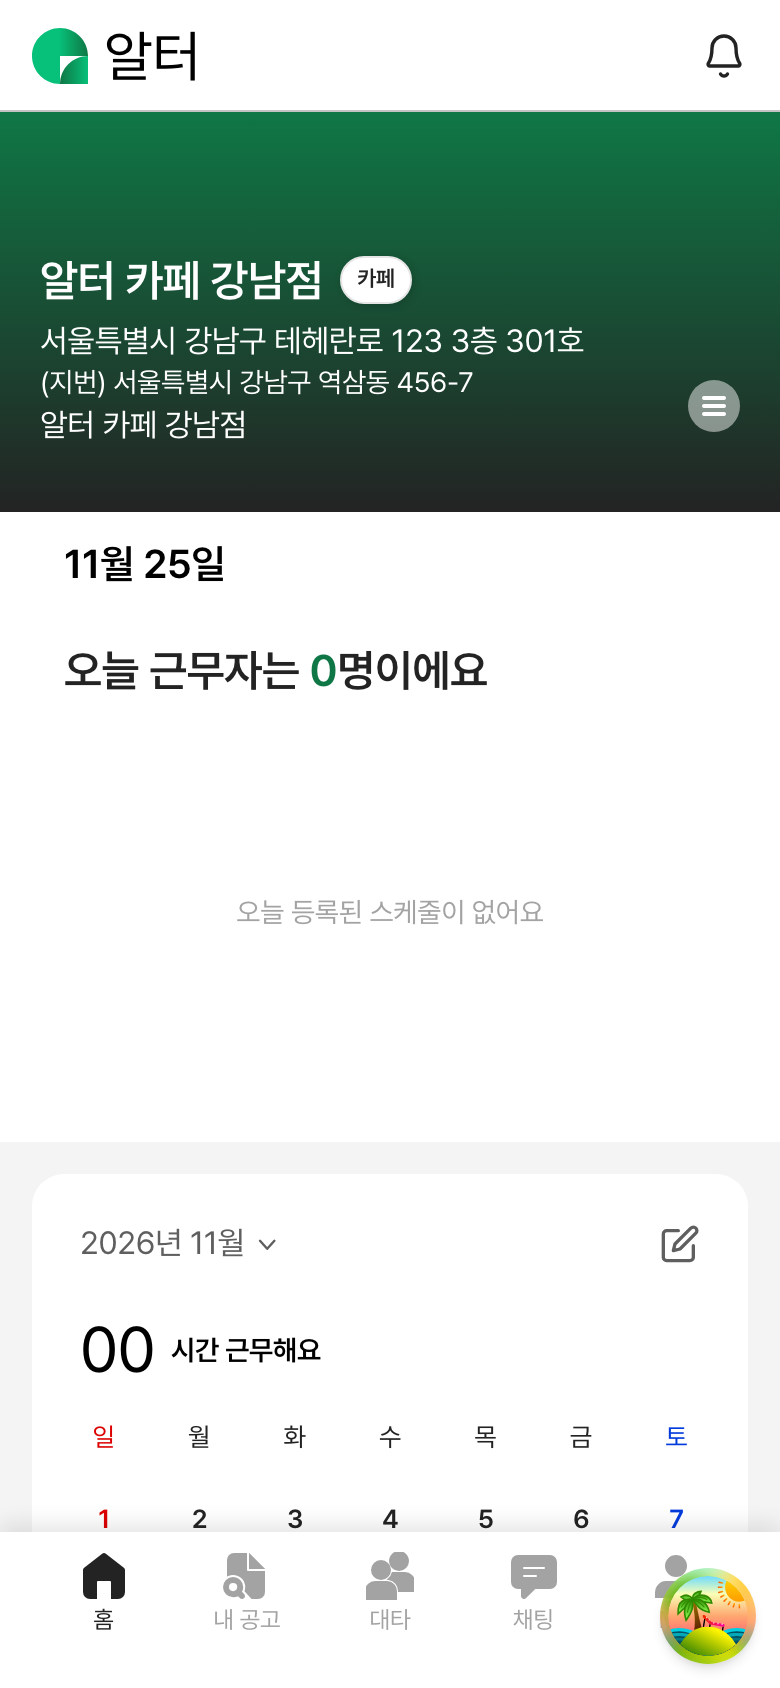 알터
알터 카페 강남점 카페
서울특별시 강남구 테헤란로 123 3층 301호
(지번) 서울특별시 강남구 역삼동 456-7
알터 카페 강남점
11월 25일
오늘 근무자는 0명이에요
오늘 등록된 스케줄이 없어요
2026년 11월
00 시간 근무해요
일 월 화 수 목 금 토
1 2 3 4 5 6 7
홈 내 공고 대타 채팅